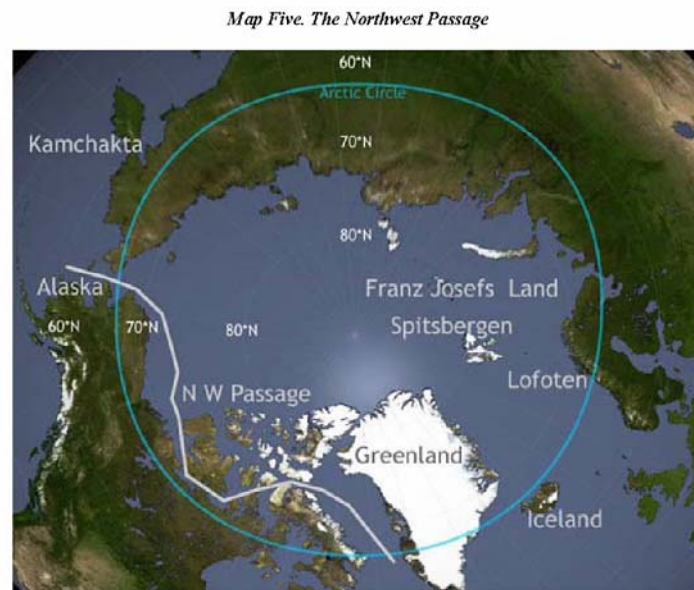 Map Five. The Northwest Passage
60°N
Arctic Circle
Kamchakta
70°N
80°N
Alaska
Franz Josefs Land
60°N 70°N 80°N
Spitsbergen
Lofoten
N W Passage
Greenland
Iceland